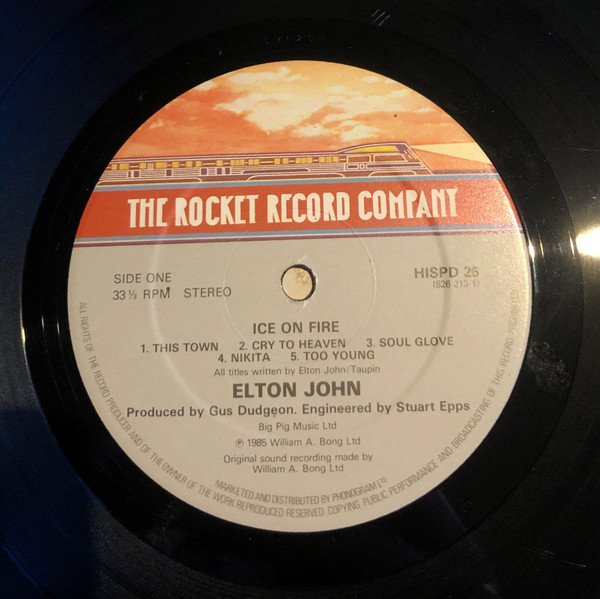 THE ROCKET RECORD COMPANY
SIDE ONE
33⅓ RPM STEREO
HISPD 26
(826 213 1)
ICE ON FIRE
1. THIS TOWN 2. CRY TO HEAVEN 3. SOUL GLOVE
4. NIKITA 5. TOO YOUNG
All titles written by Elton John/Taupin
ELTON JOHN
Produced by Gus Dudgeon. Engineered by Stuart Epps
Big Pig Music Ltd
Ⓟ 1985 William A. Bong Ltd
Original sound recording made by
William A. Bong Ltd
MARKETED AND DISTRIBUTED BY PHONOGRAM LTD
ALL RIGHTS OF THE RECORD PRODUCER AND OF THE OWNER OF THE WORK REPRODUCED RESERVED. COPYING, PUBLIC PERFORMANCE AND BROADCASTING OF THIS RECORD PROHIBITED